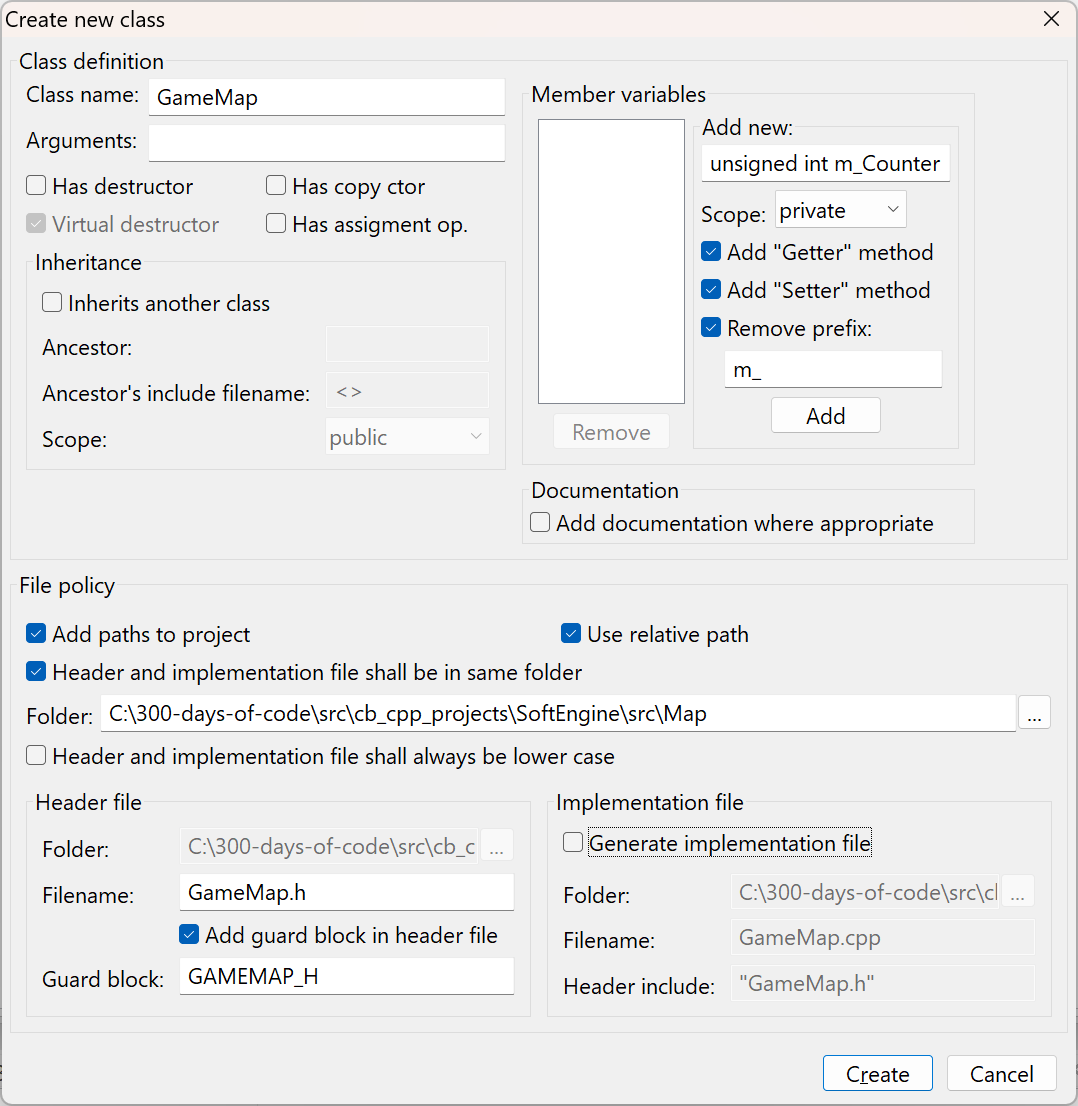 Create new class
Class definition
Class name: GameMap
Arguments:
Has destructor
Has copy ctor
Virtual destructor
Has assigment op.
Inheritance
Inherits another class
Ancestor:
Ancestor's include filename: <>
Scope: public
Member variables
Remove
Add new:
unsigned int m_Counter
Scope: private
Add "Getter" method
Add "Setter" method
Remove prefix:
m_
Add
Documentation
Add documentation where appropriate
File policy
Add paths to project
Use relative path
Header and implementation file shall be in same folder
Folder: C:\300-days-of-code\src\cb_cpp_projects\SoftEngine\src\Map ...
Header and implementation file shall always be lower case
Header file
Folder: C:\300-days-of-code\src\cb_c ...
Filename: GameMap.h
Add guard block in header file
Guard block: GAMEMAP_H
Implementation file
Generate implementation file
Folder: C:\300-days-of-code\src\cl ...
Filename: GameMap.cpp
Header include: "GameMap.h"
Create
Cancel